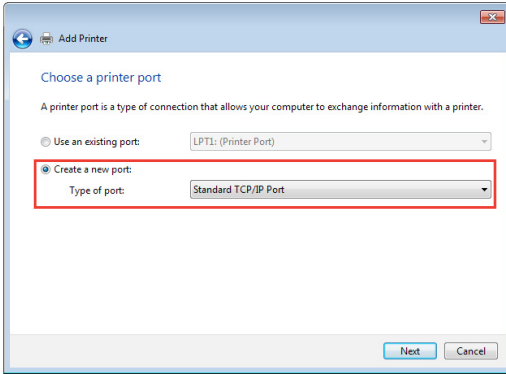 Add Printer
Choose a printer port
A printer port is a type of connection that allows your computer to exchange information with a printer.
Use an existing port: LPT1: (Printer Port)
Create a new port:
Type of port: Standard TCP/IP Port
Next Cancel